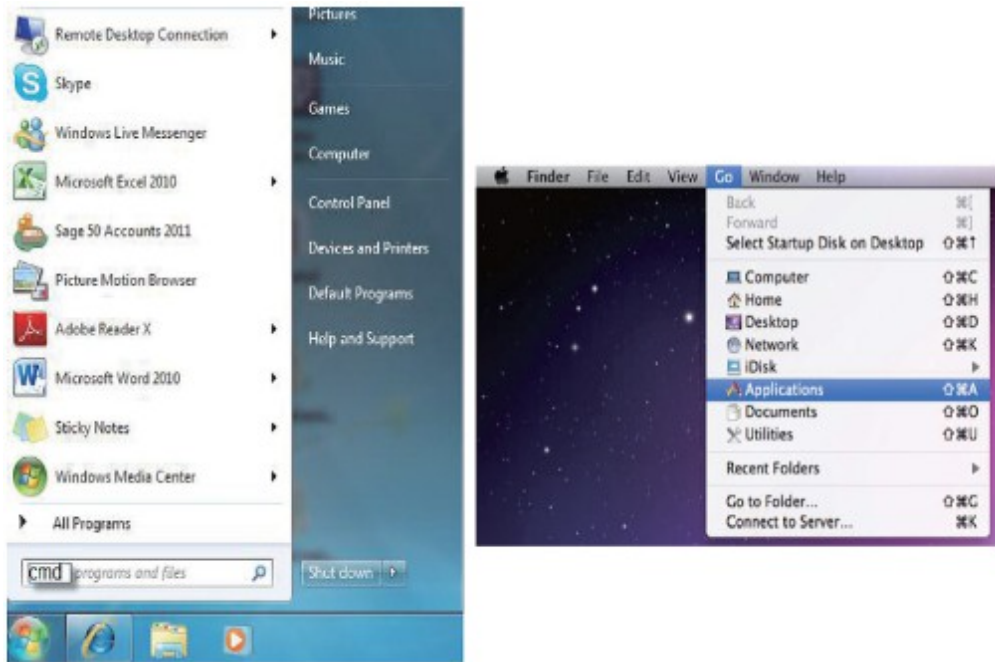 Pictures
Remote Desktop Connection
Music
Skype
Games
Windows Live Messenger
Computer
Microsoft Excel 2010
Control Panel
Sage 50 Accounts 2011
Devices and Printers
Picture Motion Browser
Default Programs
Adobe Reader X
Help and Support
Microsoft Word 2010
Sticky Notes
Windows Media Center
All Programs
cmd programs and files
Shut down
Finder File Edit View Go Window Help
Back ⌘[
Forward ⌘]
Select Startup Disk on Desktop ⇧⌘↑
Computer ⇧⌘C
Home ⇧⌘H
Desktop ⇧⌘D
Network ⇧⌘K
iDisk
Applications ⇧⌘A
Documents ⇧⌘O
Utilities ⇧⌘U
Recent Folders
Go to Folder... ⇧⌘G
Connect to Server... ⌘K